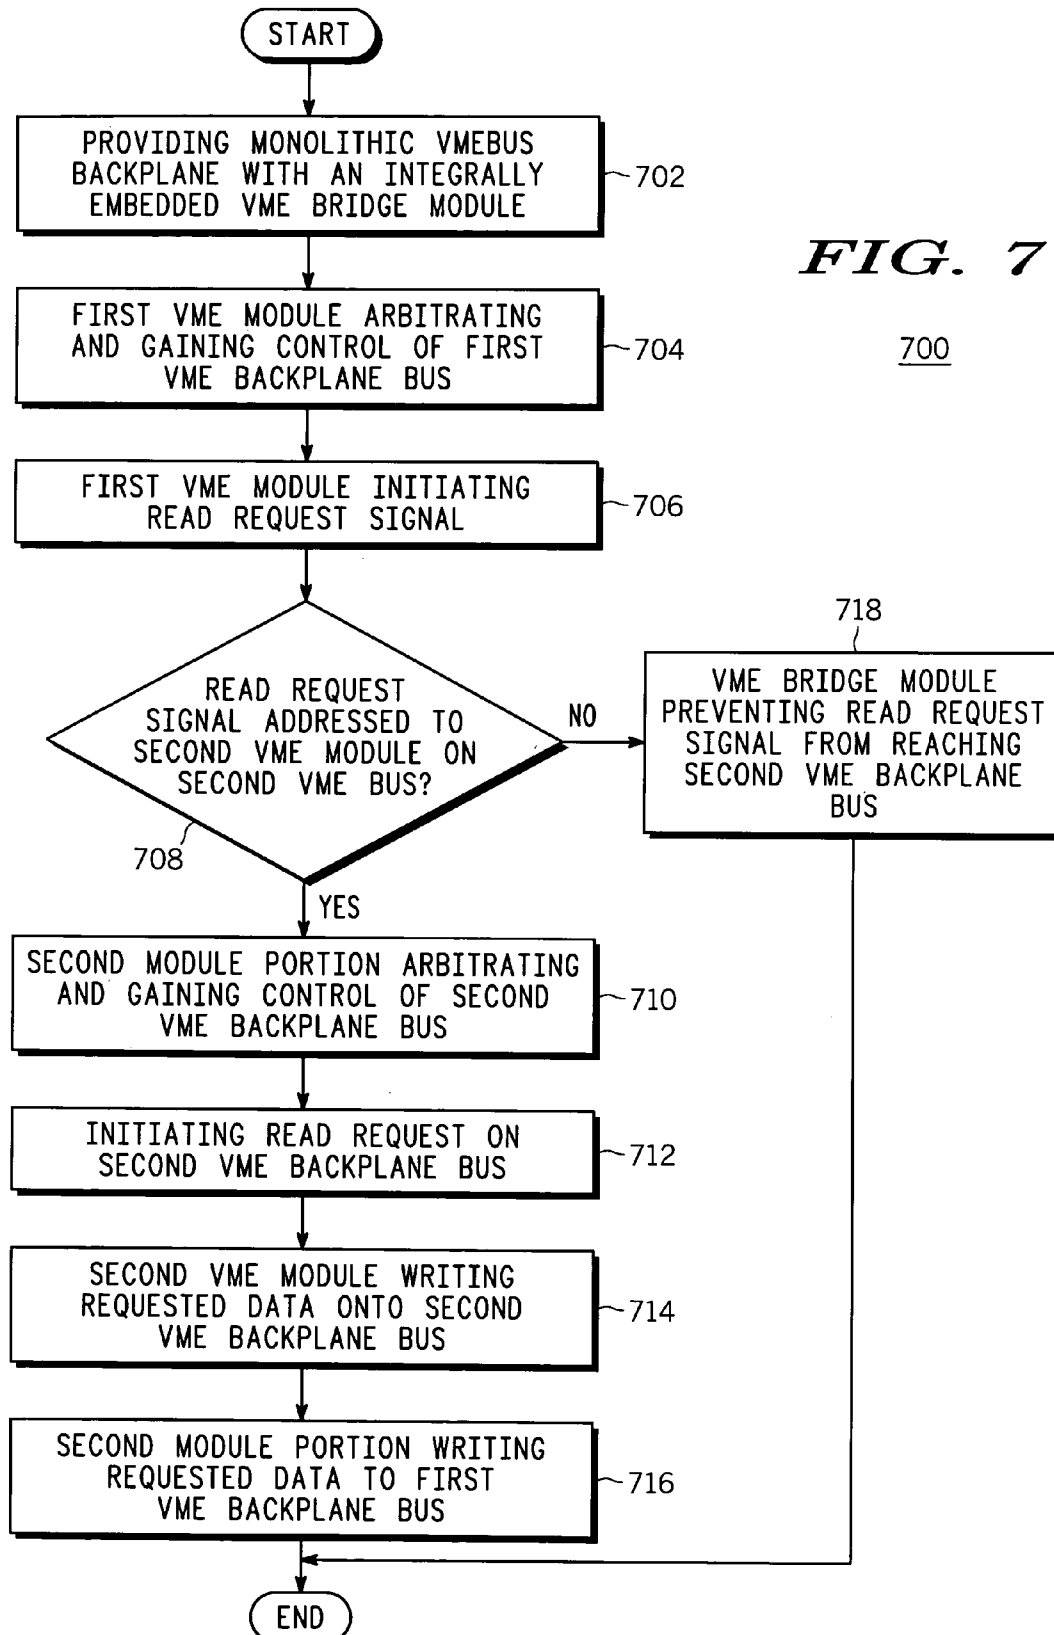 START
PROVIDING MONOLITHIC VMEBUS
BACKPLANE WITH AN INTEGRALLY
EMBEDDED VME BRIDGE MODULE
702
FIG. 7
700
FIRST VME MODULE ARBITRATING
AND GAINING CONTROL OF FIRST
VME BACKPLANE BUS
704
FIRST VME MODULE INITIATING
READ REQUEST SIGNAL
706
READ REQUEST
SIGNAL ADDRESSED TO
SECOND VME MODULE ON
SECOND VME BUS?
708
NO
718
VME BRIDGE MODULE
PREVENTING READ REQUEST
SIGNAL FROM REACHING
SECOND VME BACKPLANE
BUS
YES
SECOND MODULE PORTION ARBITRATING
AND GAINING CONTROL OF SECOND
VME BACKPLANE BUS
710
INITIATING READ REQUEST ON
SECOND VME BACKPLANE BUS
712
SECOND VME MODULE WRITING
REQUESTED DATA ONTO SECOND
VME BACKPLANE BUS
714
SECOND MODULE PORTION WRITING
REQUESTED DATA TO FIRST
VME BACKPLANE BUS
716
END